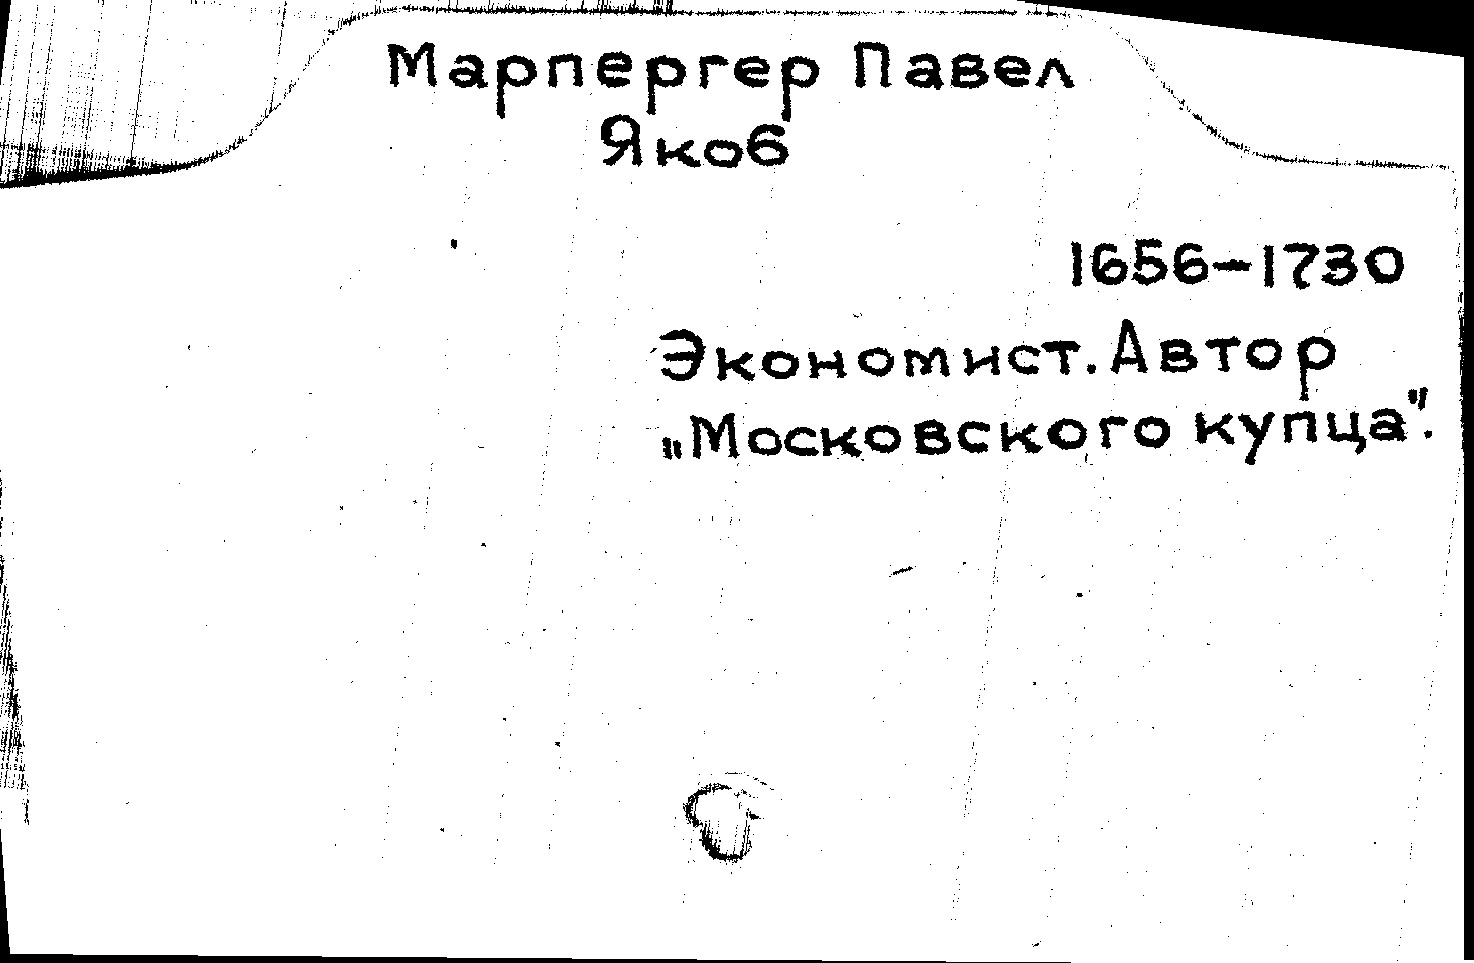 Марпергер Павел
Якоб
1656-1730
Экономист. Автор
„Московского купца".